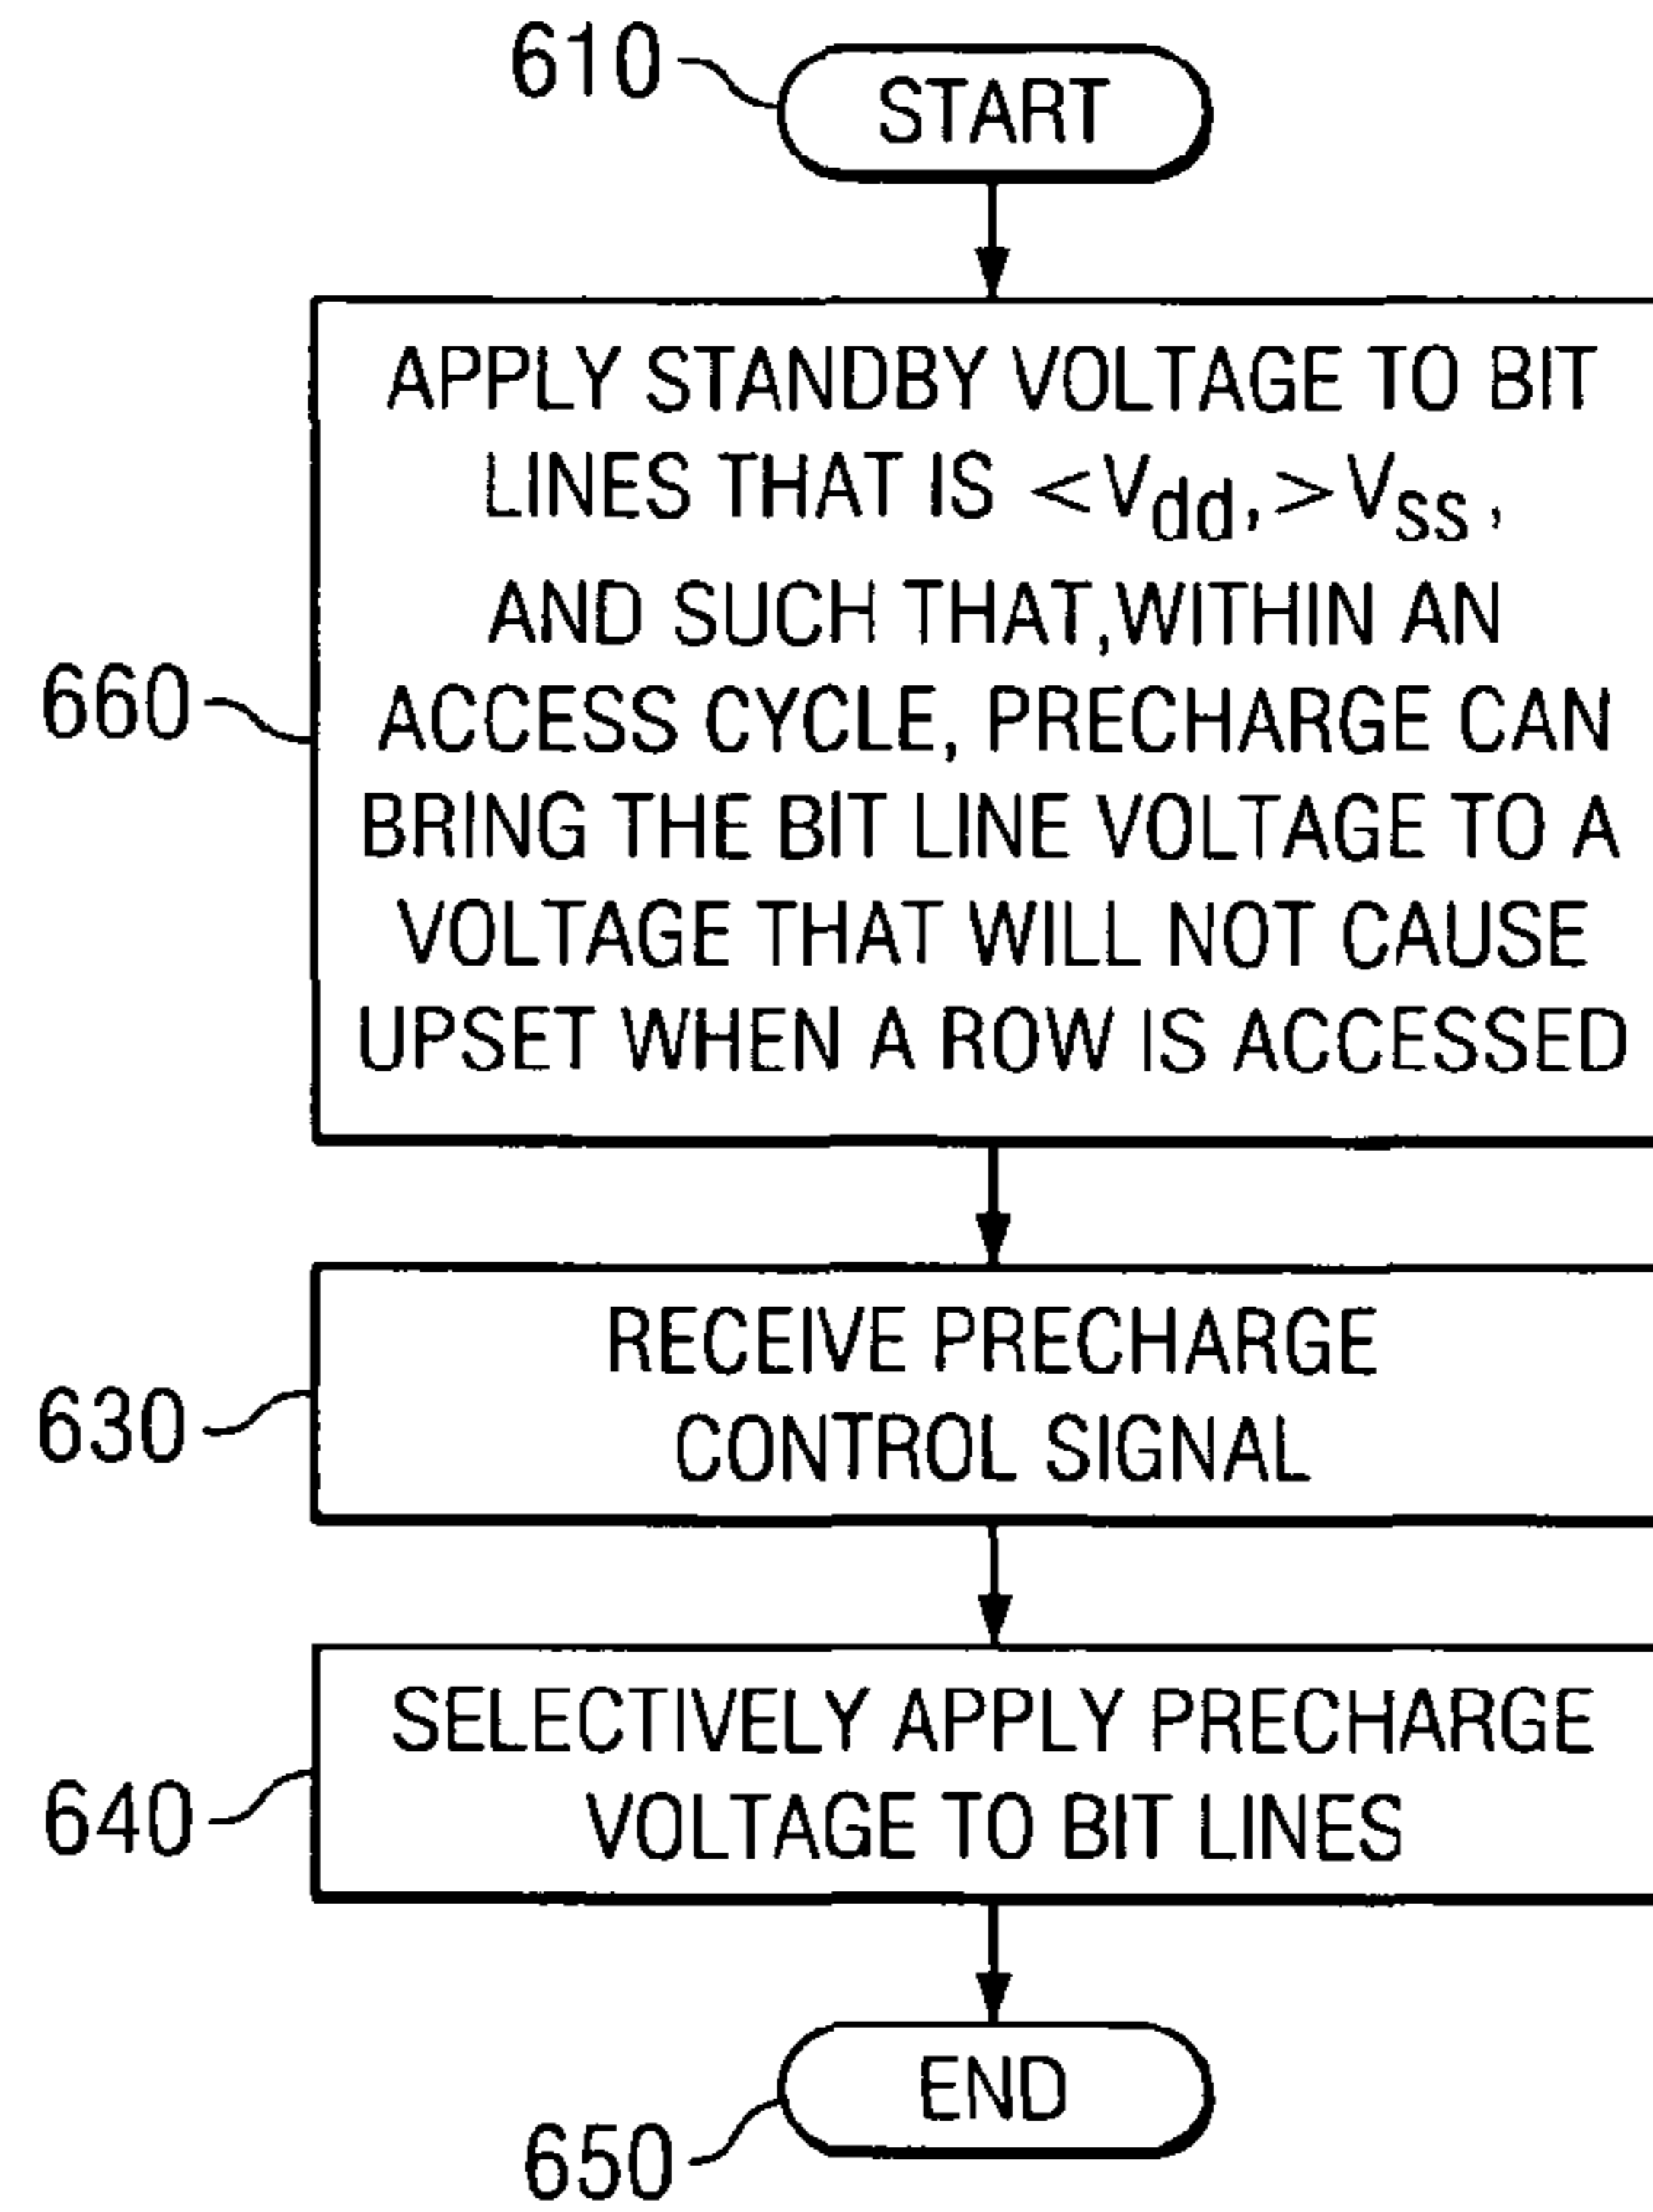 610
START
APPLY STANDBY VOLTAGE TO BIT
LINES THAT IS <Vdd, >Vss,
AND SUCH THAT, WITHIN AN
660
ACCESS CYCLE, PRECHARGE CAN
BRING THE BIT LINE VOLTAGE TO A
VOLTAGE THAT WILL NOT CAUSE
UPSET WHEN A ROW IS ACCESSED
RECEIVE PRECHARGE
630
CONTROL SIGNAL
SELECTIVELY APPLY PRECHARGE
640
VOLTAGE TO BIT LINES
END
650